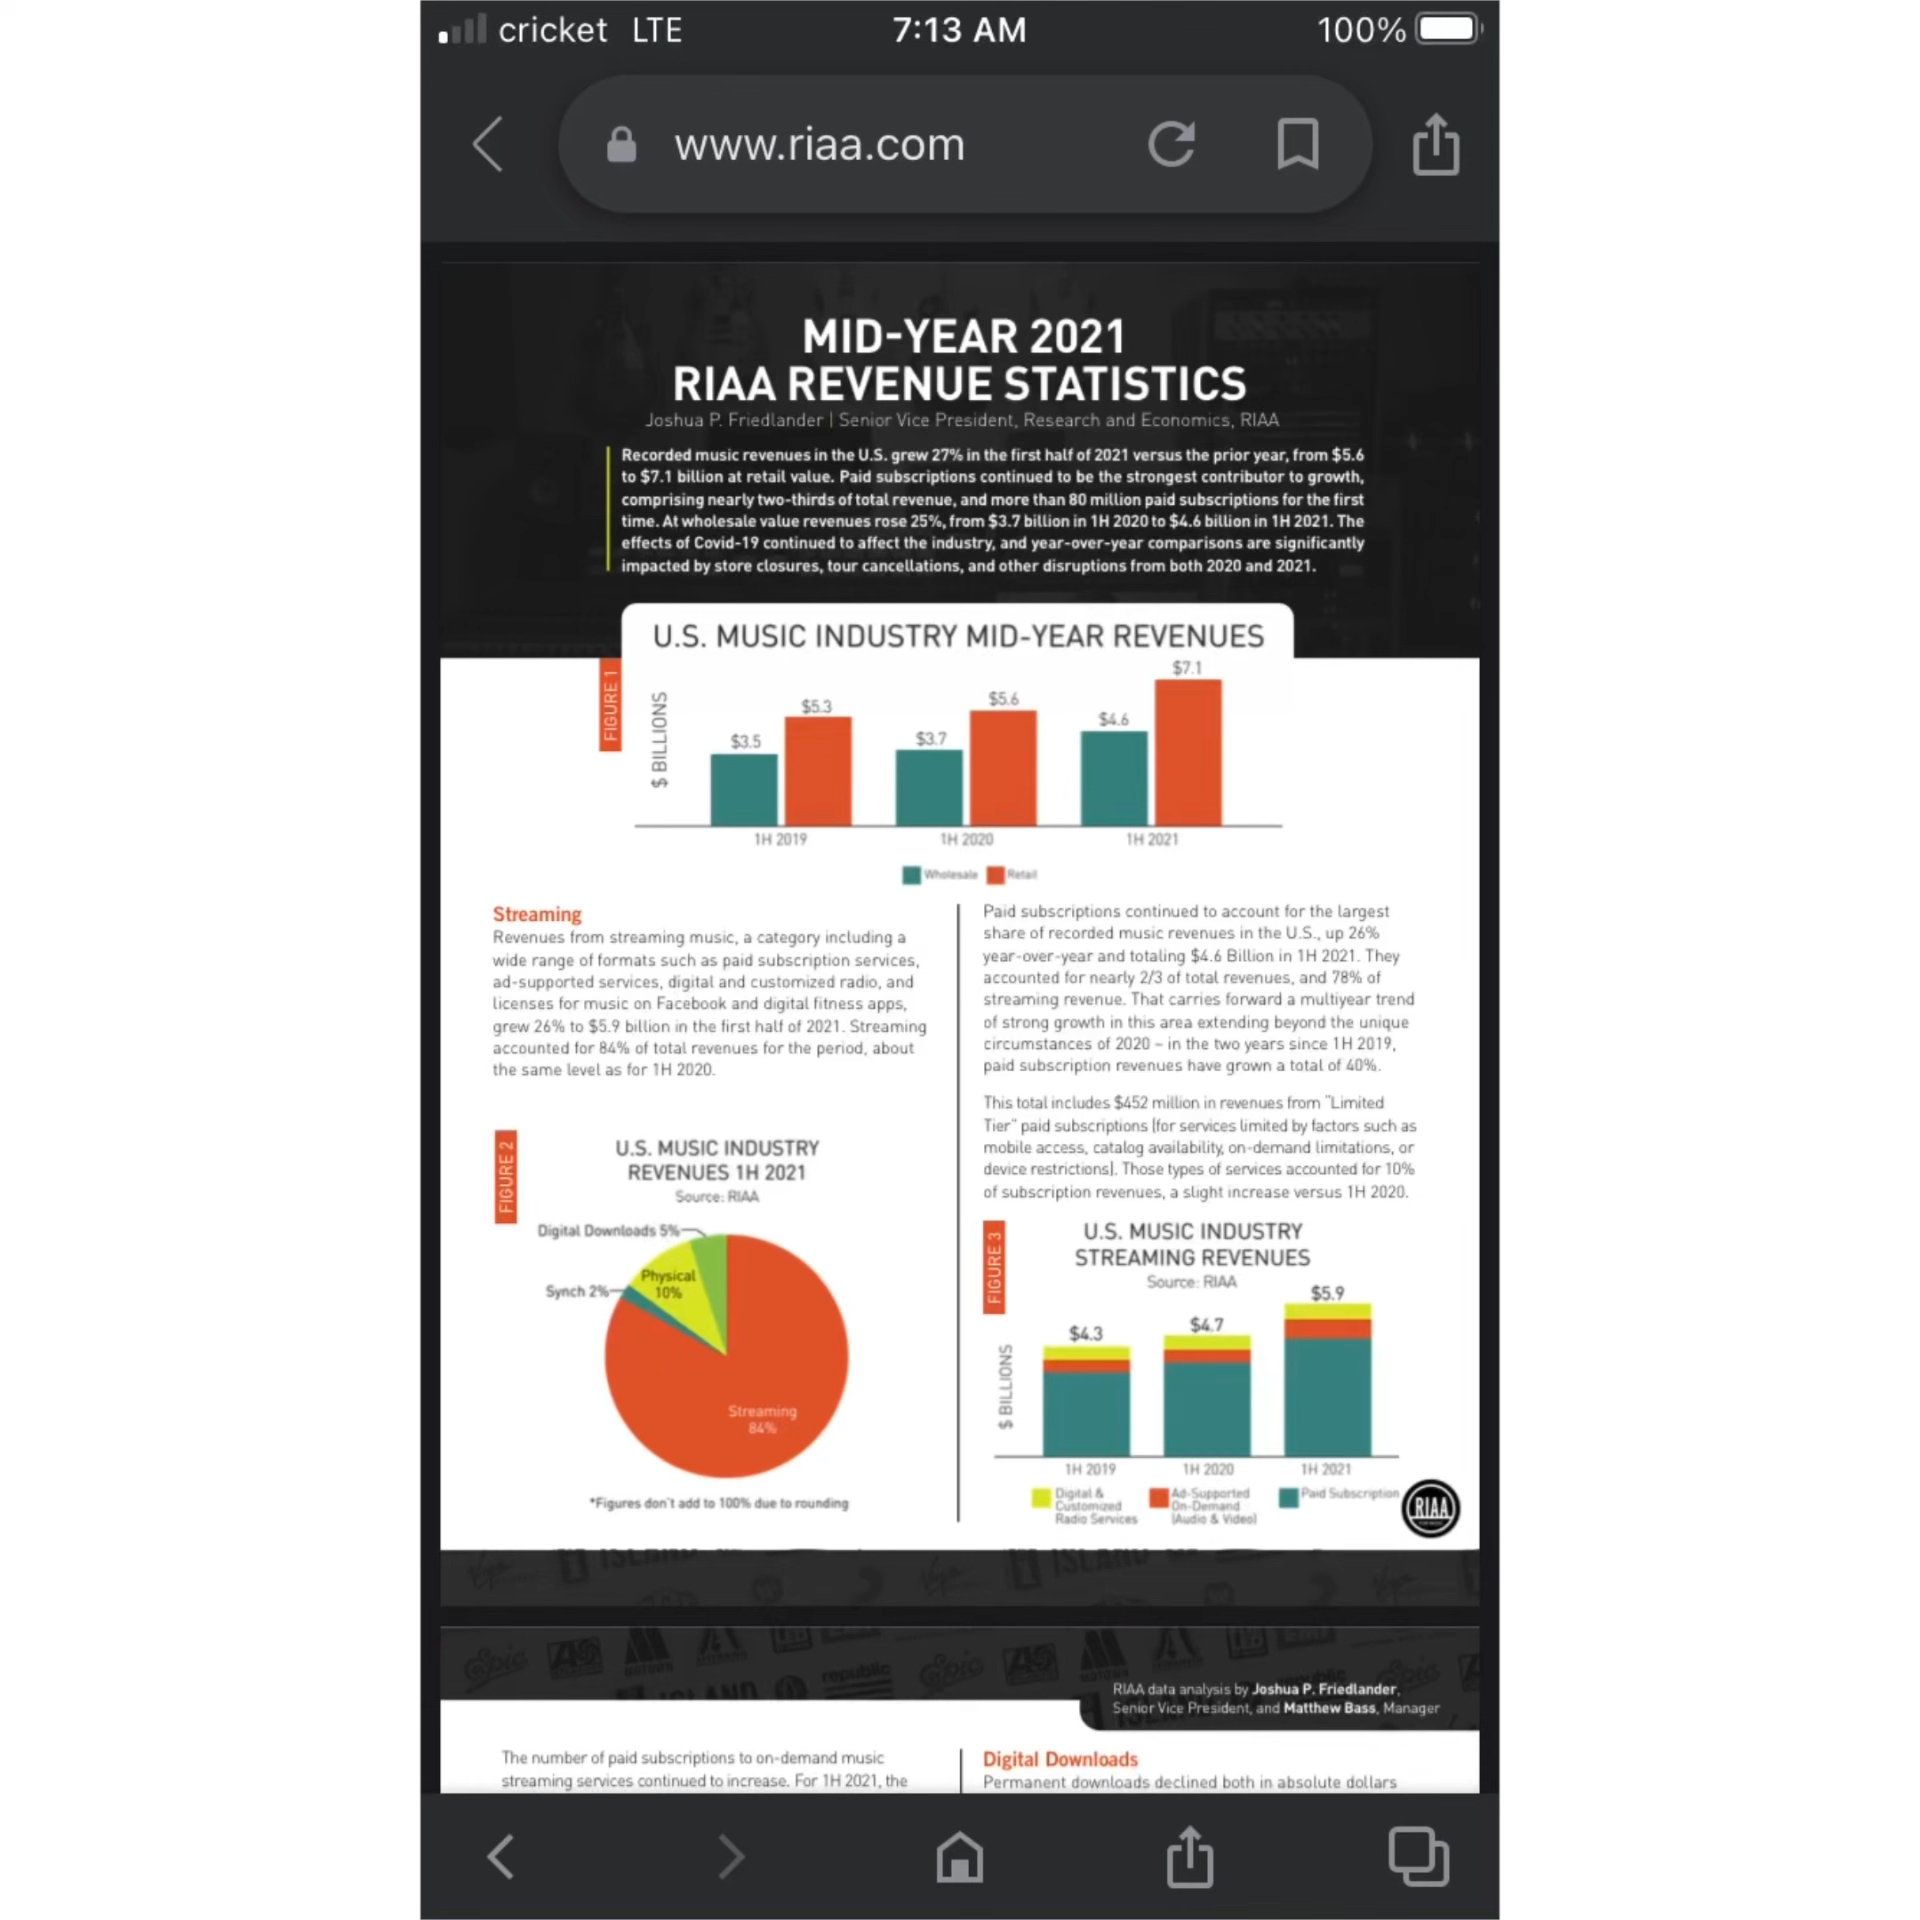 cricket LTE
7:13 AM
100%
www.riaa.com
MID-YEAR 2021
RIAA REVENUE STATISTICS
Joshua P. Friedlander | Senior Vice President, Research and Economics, RIAA
Recorded music revenues in the U.S. grew 27% in the first half of 2021 versus the prior year, from $5.6
to $7.1 billion at retail value. Paid subscriptions continued to be the strongest contributor to growth,
comprising nearly two-thirds of total revenue, and more than 80 million paid subscriptions for the first
time. At wholesale value revenues rose 25%, from $3.7 billion in 1H 2020 to $4.6 billion in 1H 2021. The
effects of Covid-19 continued to affect the industry, and year-over-year comparisons are significantly
impacted by store closures, tour cancellations, and other disruptions from both 2020 and 2021.
U.S. MUSIC INDUSTRY MID-YEAR REVENUES
FIGURE 1
$ BILLIONS
$3.5
$5.3
$3.7
$5.6
$4.6
$7.1
1H 2019
1H 2020
1H 2021
Wholesale
Retail
Streaming
Revenues from streaming music, a category including a
wide range of formats such as paid subscription services,
ad-supported services, digital and customized radio, and
licenses for music on Facebook and digital fitness apps,
grew 26% to $5.9 billion in the first half of 2021. Streaming
accounted for 84% of total revenues for the period, about
the same level as for 1H 2020.
FIGURE 2
U.S. MUSIC INDUSTRY
REVENUES 1H 2021
Source: RIAA
Digital Downloads 5%
Physical
10%
Synch 2%
Streaming
84%
*Figures don't add to 100% due to rounding
Paid subscriptions continued to account for the largest
share of recorded music revenues in the U.S., up 26%
year-over-year and totaling $4.6 Billion in 1H 2021. They
accounted for nearly 2/3 of total revenues, and 78% of
streaming revenue. That carries forward a multiyear trend
of strong growth in this area extending beyond the unique
circumstances of 2020 – in the two years since 1H 2019,
paid subscription revenues have grown a total of 40%.
This total includes $452 million in revenues from "Limited
Tier" paid subscriptions (for services limited by factors such as
mobile access, catalog availability, on-demand limitations, or
device restrictions). Those types of services accounted for 10%
of subscription revenues, a slight increase versus 1H 2020.
FIGURE 3
U.S. MUSIC INDUSTRY
STREAMING REVENUES
Source: RIAA
$ BILLIONS
$4.3
$4.7
$5.9
1H 2019
1H 2020
1H 2021
Digital &
Customized
Radio Services
Ad-Supported
On-Demand
(Audio & Video)
Paid Subscription
RIAA
Virgin ISLAND Virgin ISLAND Virgin
epic MOTOWN epic MOTOWN epic
republic
ISLAND
RIAA data analysis by Joshua P. Friedlander,
Senior Vice President, and Matthew Bass, Manager
The number of paid subscriptions to on-demand music
streaming services continued to increase. For 1H 2021, the
Digital Downloads
Permanent downloads declined both in absolute dollars